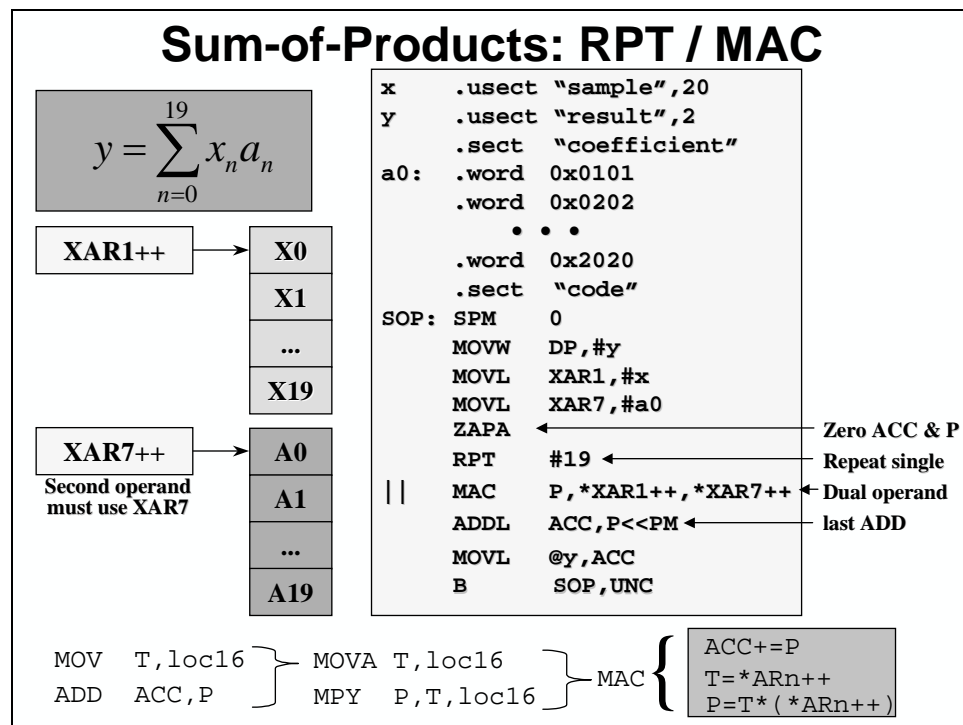 Sum-of-Products: RPT / MAC
y = 19 ∑ n=0 x_n a_n
XAR1++
X0
X1
...
X19
XAR7++
Second operand
must use XAR7
A0
A1
...
A19
x .usect “sample”,20
y .usect “result”,2
.sect “coefficient”
a0: .word 0x0101
.word 0x0202
• • •
.word 0x2020
.sect “code”
SOP: SPM 0
MOVW DP,#y
MOVL XAR1,#x
MOVL XAR7,#a0
ZAPA Zero ACC & P
RPT #19 Repeat single
|| MAC P,*XAR1++,*XAR7++ Dual operand
ADDL ACC,P<<PM last ADD
MOVL @y,ACC
B SOP,UNC
MOV T,loc16
ADD ACC,P
MOVA T,loc16
MPY P,T,loc16
MAC
ACC+=P
T=*ARn++
P=T*(*ARn++)